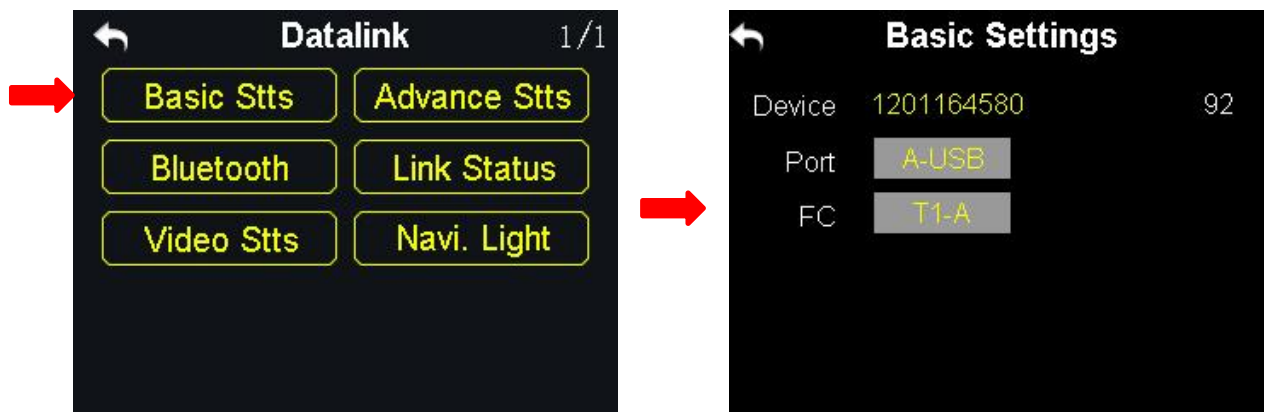 Datalink 1/1
Basic Stts Advance Stts
Bluetooth Link Status
Video Stts Navi. Light
Basic Settings
Device 1201164580 92
Port A-USB
FC T1-A